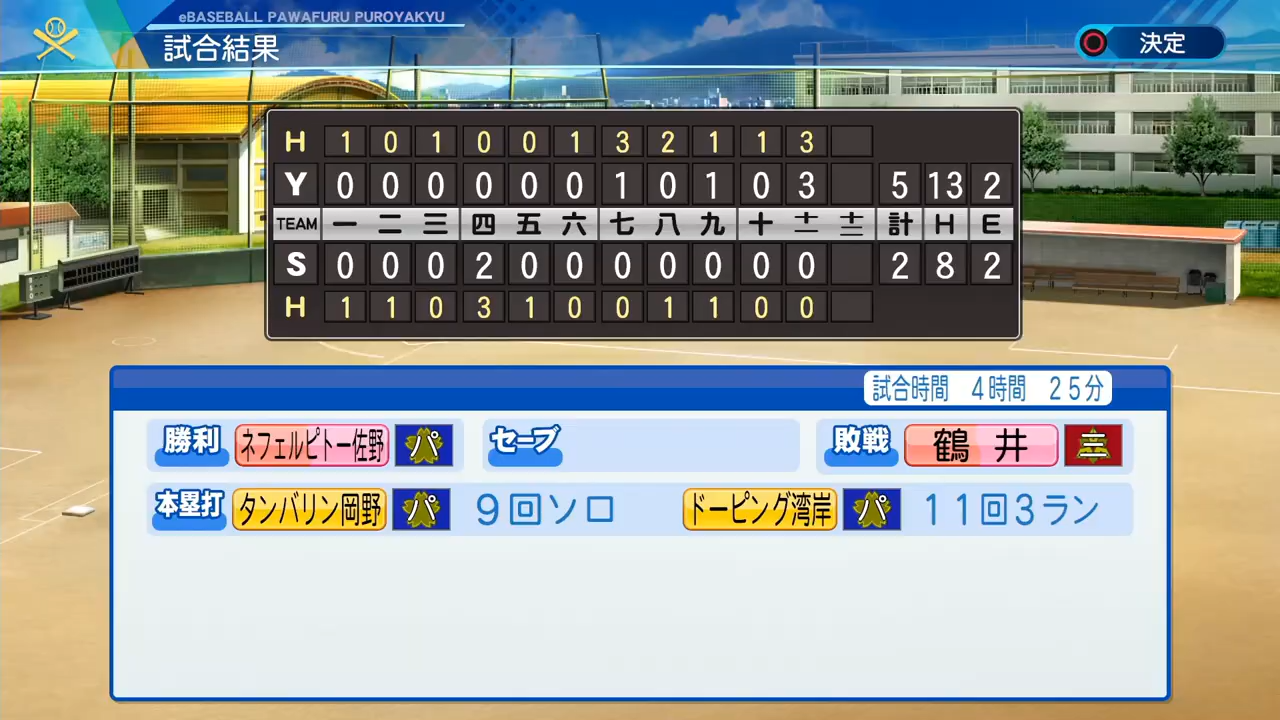 eBASEBALL PAWAFURU PUROYAKYU
試合結果
決定
H 1 0 1 0 0 1 3 2 1 1 3
Y 0 0 0 0 0 0 1 0 1 0 3 5 13 2
TEAM 一 二 三 四 五 六 七 八 九 十 十一 十二 計 H E
S 0 0 0 2 0 0 0 0 0 0 0 2 8 2
H 1 1 0 3 1 0 0 1 1 0 0
試合時間 4時間 25分
勝利 ネフェルピトー佐野 パ セーブ 敗戦 鶴井 三
本塁打 タンバリン岡野 パ 9回ソロ ドーピング湾岸 パ 11回3ラン